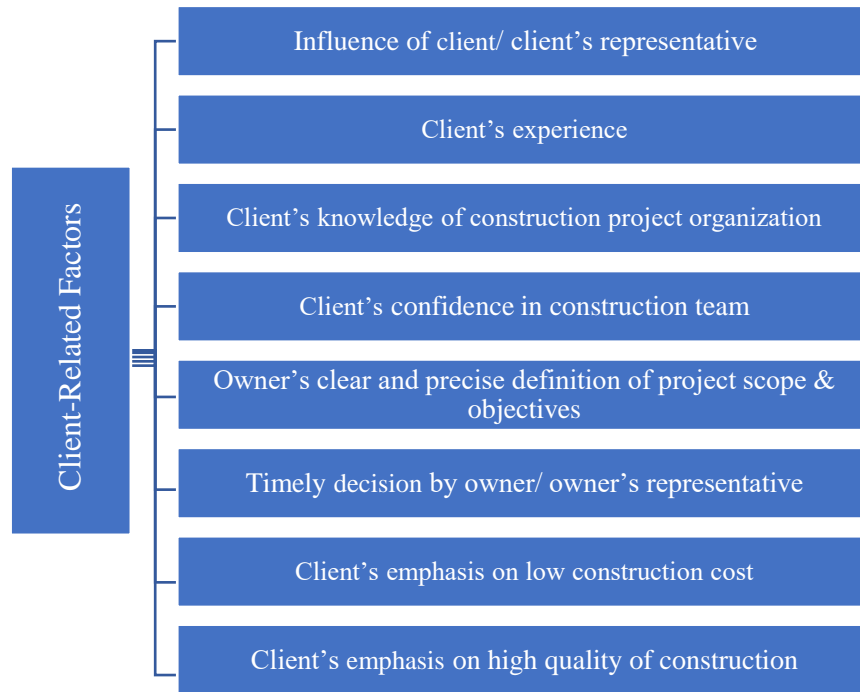 Client-Related Factors
Influence of client/ client’s representative
Client’s experience
Client’s knowledge of construction project organization
Client’s confidence in construction team
Owner’s clear and precise definition of project scope &
objectives
Timely decision by owner/ owner’s representative
Client’s emphasis on low construction cost
Client’s emphasis on high quality of construction